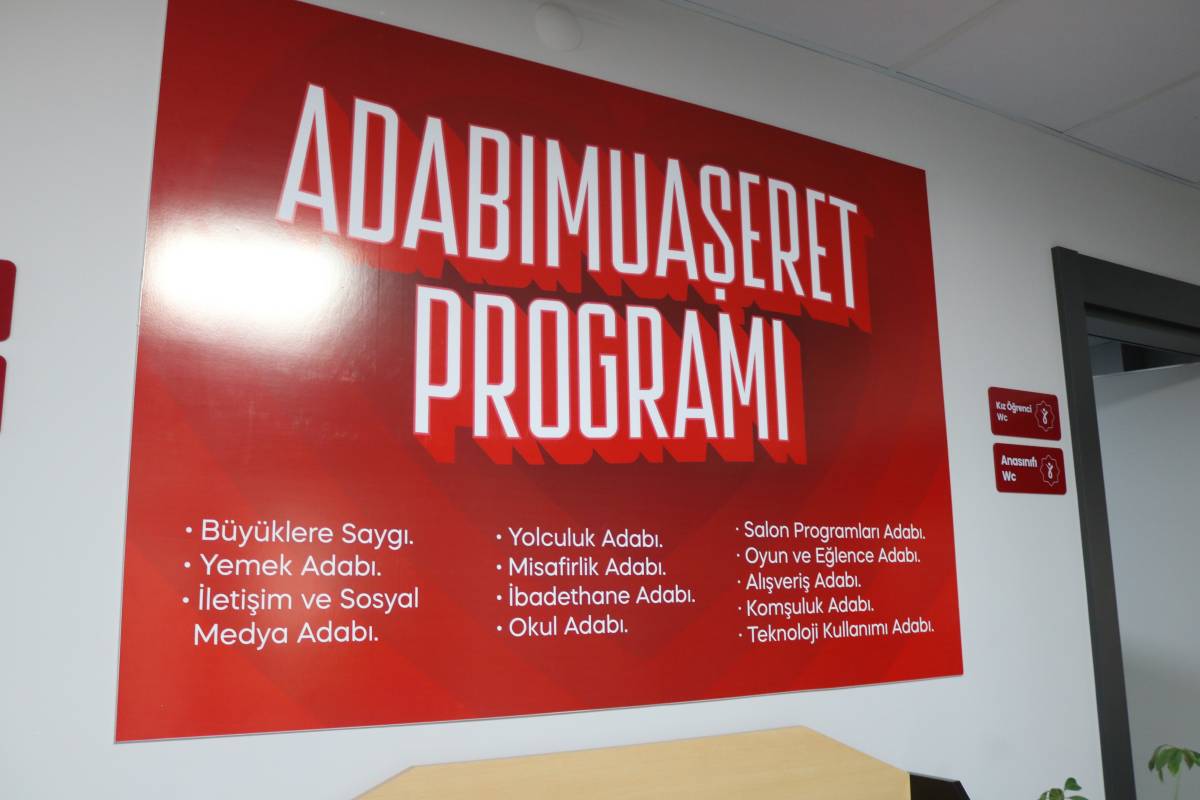 ADABIMUAŞERET
PROGRAMI
• Büyüklere Saygı.
• Yemek Adabı.
• İletişim ve Sosyal
Medya Adabı.
• Yolculuk Adabı.
• Misafirlik Adabı.
• İbadethane Adabı.
• Okul Adabı.
• Salon Programları Adabı.
• Oyun ve Eğlence Adabı.
• Alışveriş Adabı.
• Komşuluk Adabı.
• Teknoloji Kullanımı Adabı.
Kız Öğrenci
Wc
Anasınıfı
Wc